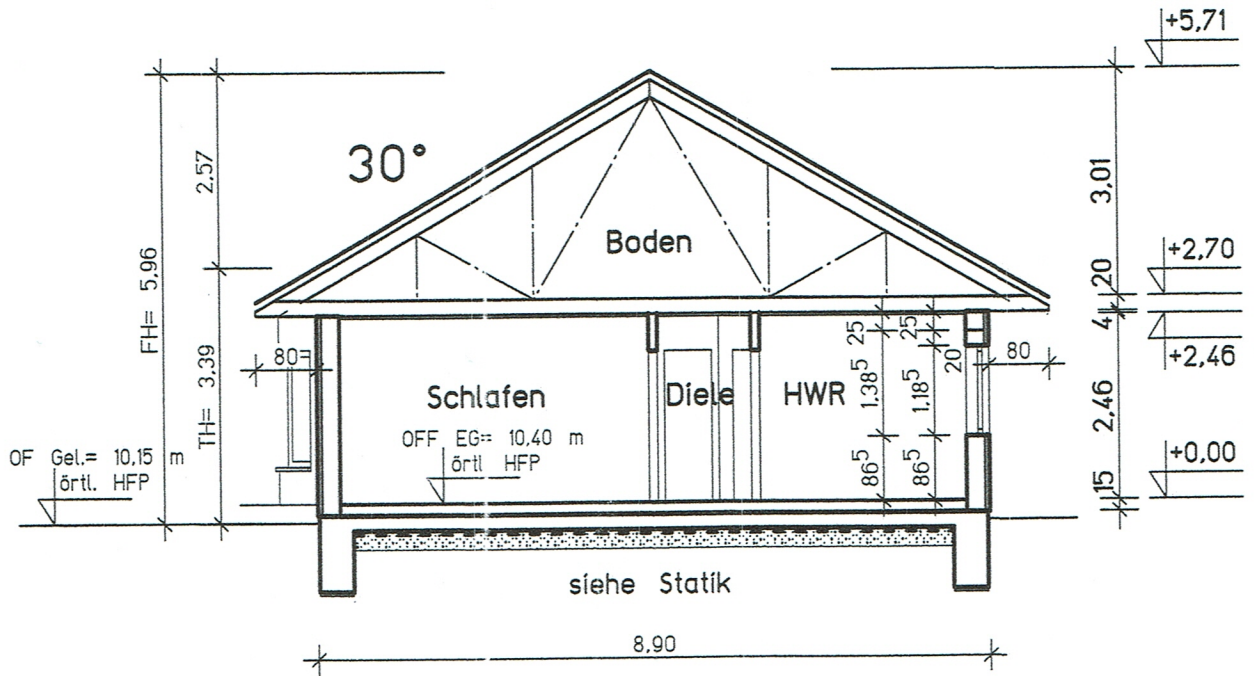 +5,71
30°
2,57
3,01
FH= 5,96
Boden
+2,70
20
4
+2,46
25
25
20
80
80
TH= 3,39
Schlafen
Diele
HWR
1.38⁵
1.18⁵
2,46
OFF EG= 10,40 m
örtl HFP
OF Gel.= 10,15 m
örtl. HFP
86⁵
86⁵
+0,00
15
siehe Statik
8,90